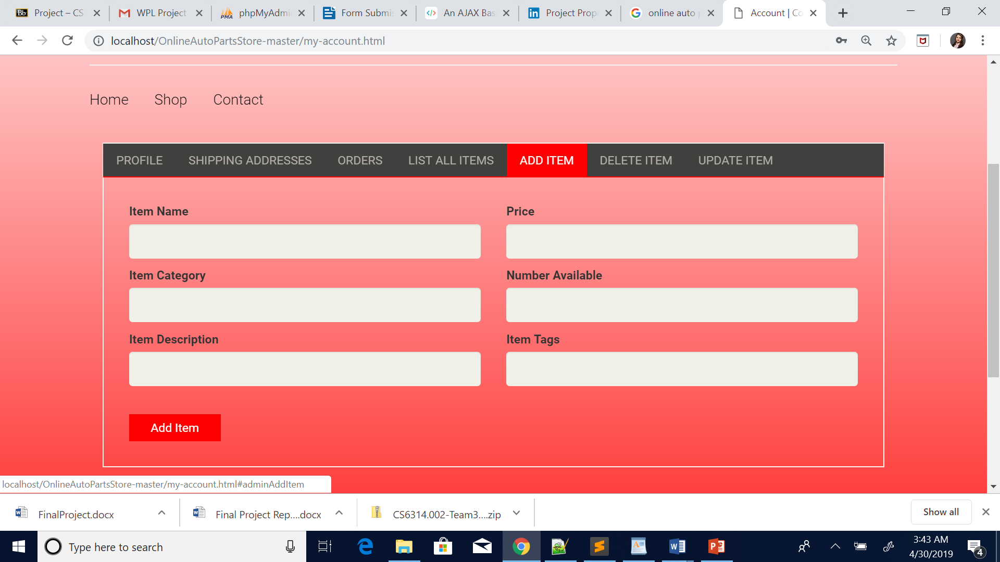 Bb Project – CS
WPL Project
PMA phpMyAdmi
Form Submis
An AJAX Bas
in Project Prop
G online auto p
Account | Co
localhost/OnlineAutoPartsStore-master/my-account.html
Home Shop Contact
PROFILE SHIPPING ADDRESSES ORDERS LIST ALL ITEMS ADD ITEM DELETE ITEM UPDATE ITEM
Item Name Price
Item Category Number Available
Item Description Item Tags
Add Item
localhost/OnlineAutoPartsStore-master/my-account.html#adminAddItem
FinalProject.docx Final Project Rep....docx CS6314.002-Team3....zip Show all
Type here to search
3:43 AM
4/30/2019
4